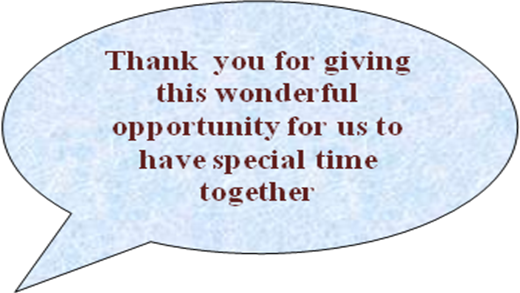 Thank you for giving
this wonderful
opportunity for us to
have special time
together